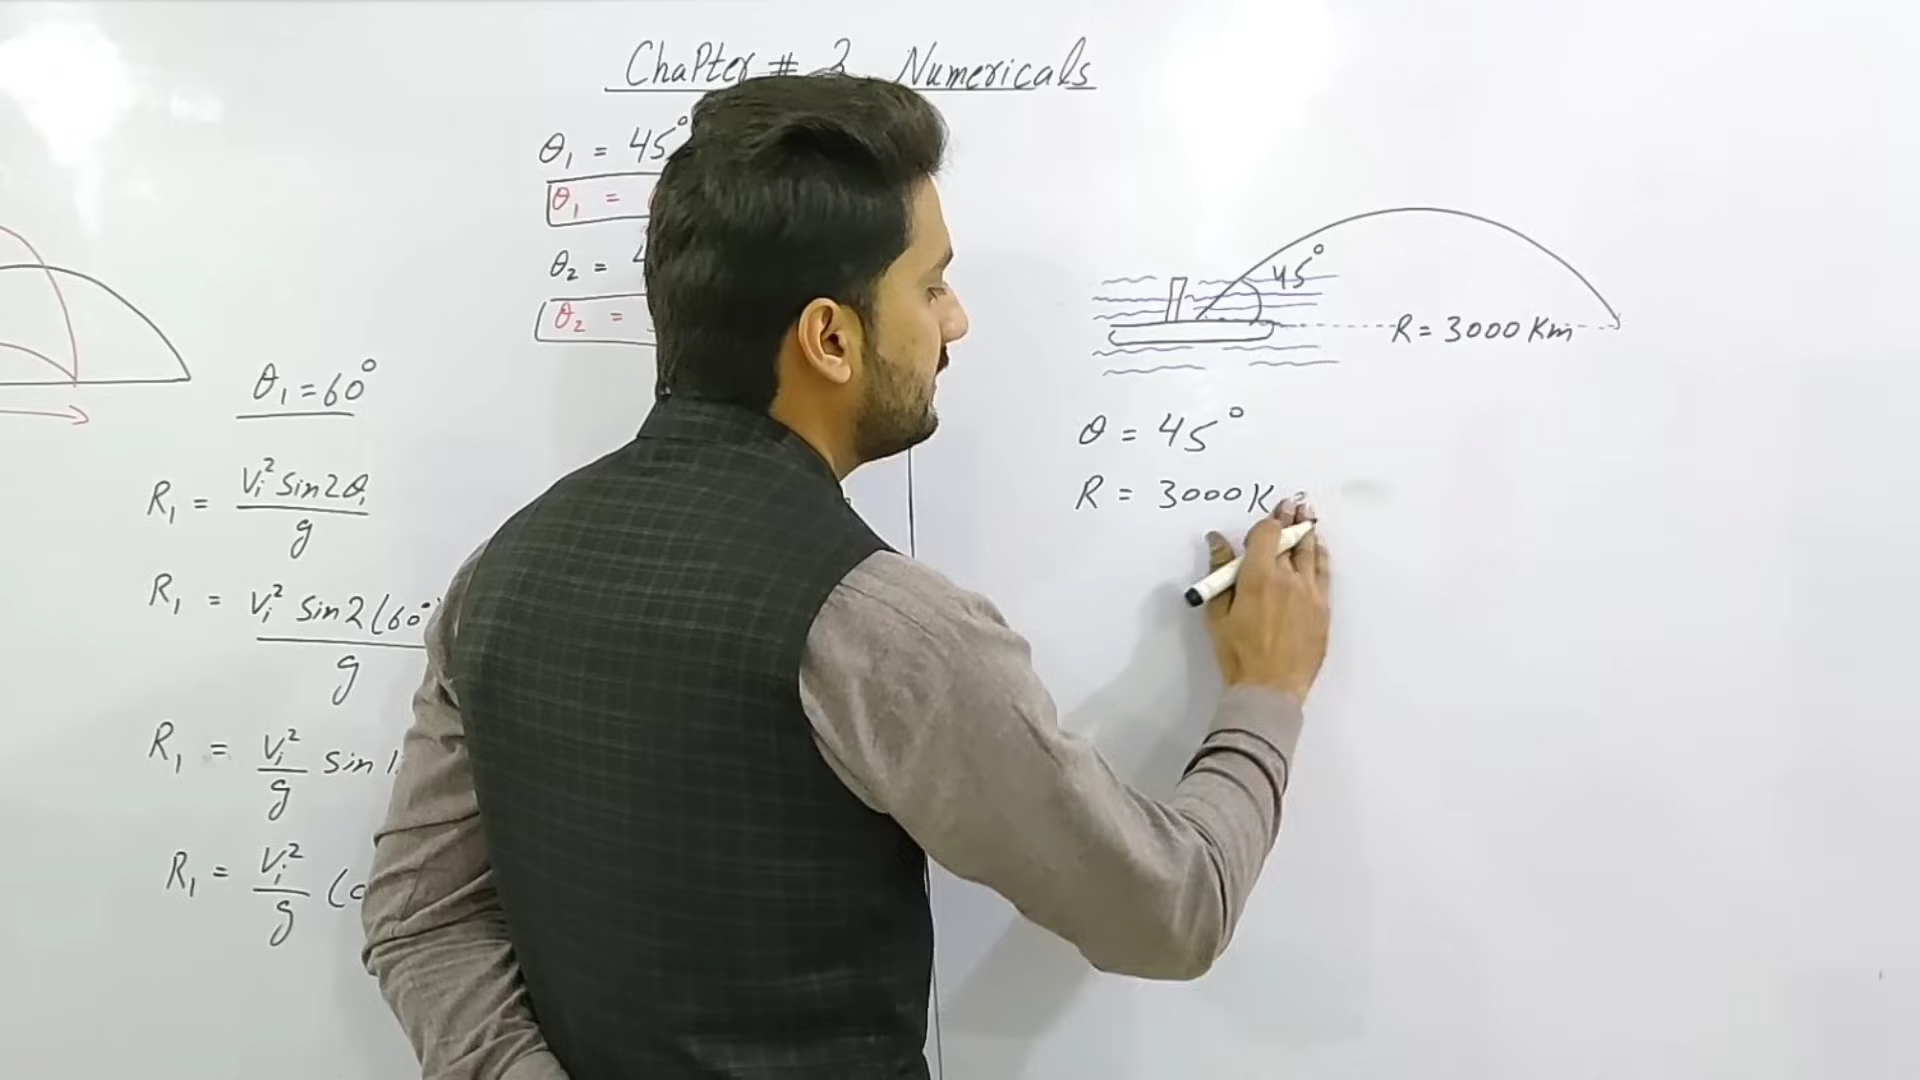 Chapter # 3 Numericals
θ₁ = 45°
θ₁ =
θ₂ = 4
θ₂ =
θ₁ = 60°
R₁ = Vᵢ² Sin2θ₁ / g
R₁ = Vᵢ² Sin2(60° / g
R₁ = Vᵢ² / g sin 1
R₁ = Vᵢ² / g (
45°
R = 3000 Km
θ = 45°
R = 3000 K